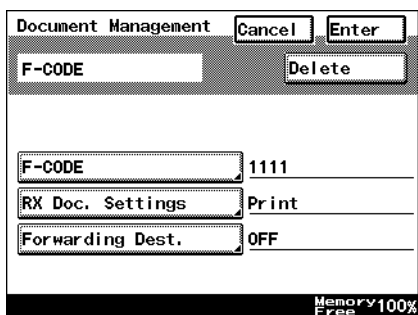 Document Management Cancel Enter
F-CODE Delete
F-CODE 1111
RX Doc. Settings Print
Forwarding Dest. OFF
Memory Free 100%